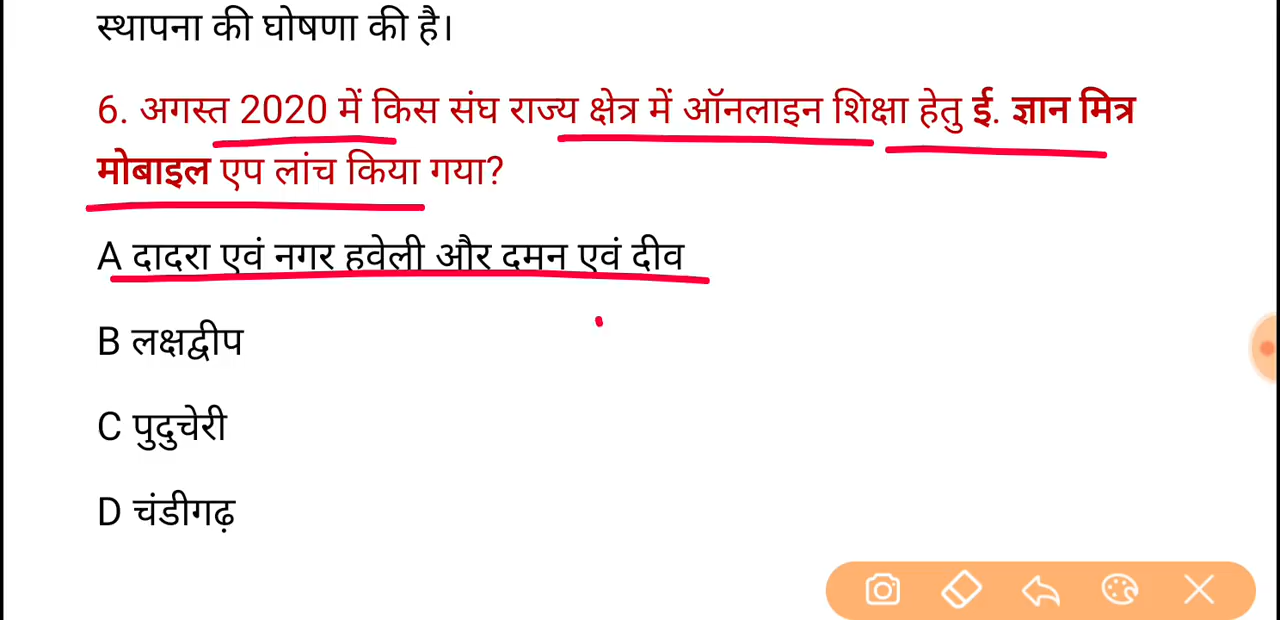 स्थापना की घोषणा की है।
6. अगस्त 2020 में किस संघ राज्य क्षेत्र में ऑनलाइन शिक्षा हेतु ई. ज्ञान मित्र
मोबाइल एप लांच किया गया?
A दादरा एवं नगर हवेली और दमन एवं दीव
B लक्षद्वीप
C पुदुचेरी
D चंडीगढ़